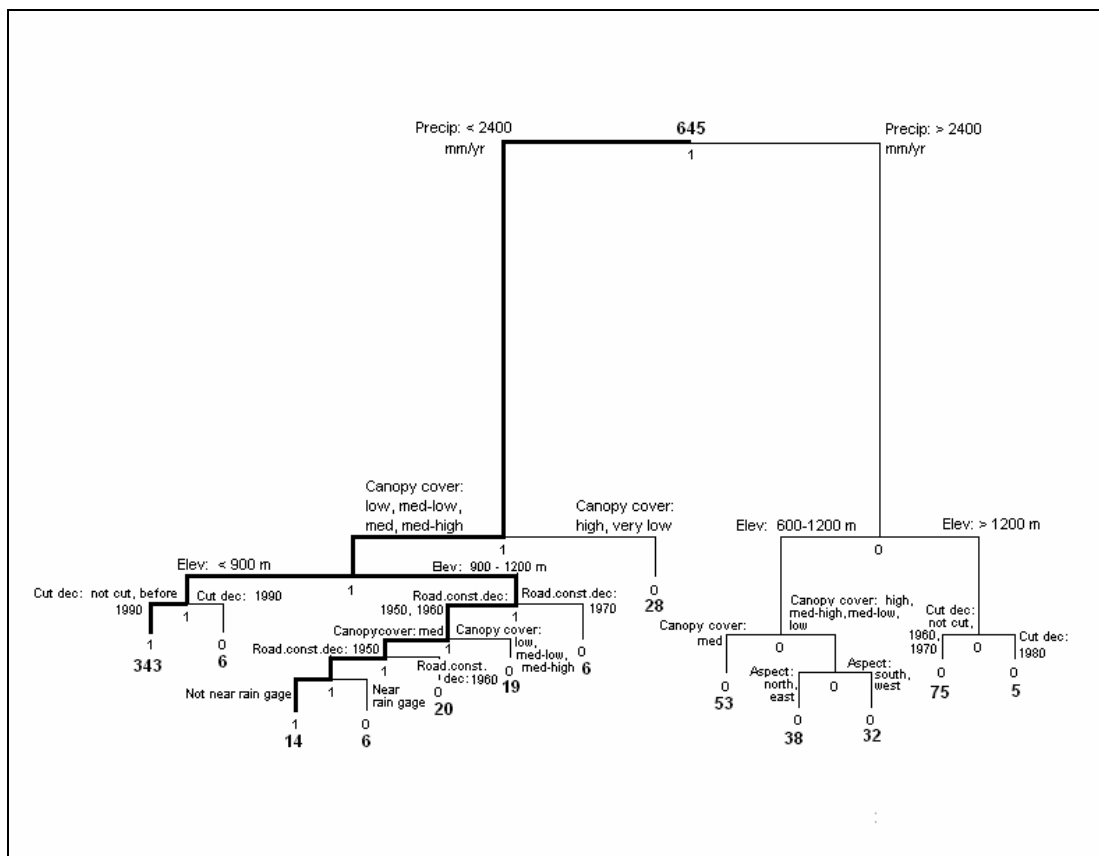 Precip: < 2400
mm/yr
645
1
Precip: > 2400
mm/yr
Canopy cover:
low, med-low,
med, med-high
Canopy cover:
high, very low
1
Elev: 600-1200 m
Elev: > 1200 m
0
Elev: < 900 m
1
Elev: 900 - 1200 m
0
28
Cut dec: not cut, before
1990
1
Cut dec: 1990
Road.const.dec:
1950, 1960
1
Road.const.dec:
1970
1
343
0
6
Canopycover: med
1
Canopy cover:
low,
med-low,
med-high
0
6
Road.const.dec: 1950
1
Road.const.
dec: 1960
0
19
0
20
Not near rain gage
1
Near
rain gage
1
14
0
6
Canopy cover:
med
0
Canopy cover: high,
med-high, med-low,
low
Cut dec:
not cut,
1960,
1970
0
Cut dec:
1980
0
53
Aspect:
north,
east
0
Aspect:
south,
west
0
75
0
5
0
38
0
32